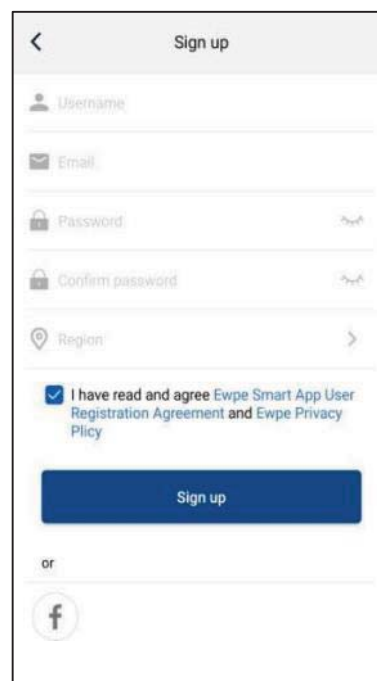 Sign up
Username
Email
Password
Confirm password
Region
I have read and agree Ewpe Smart App User
Registration Agreement and Ewpe Privacy
Plicy
Sign up
or
f